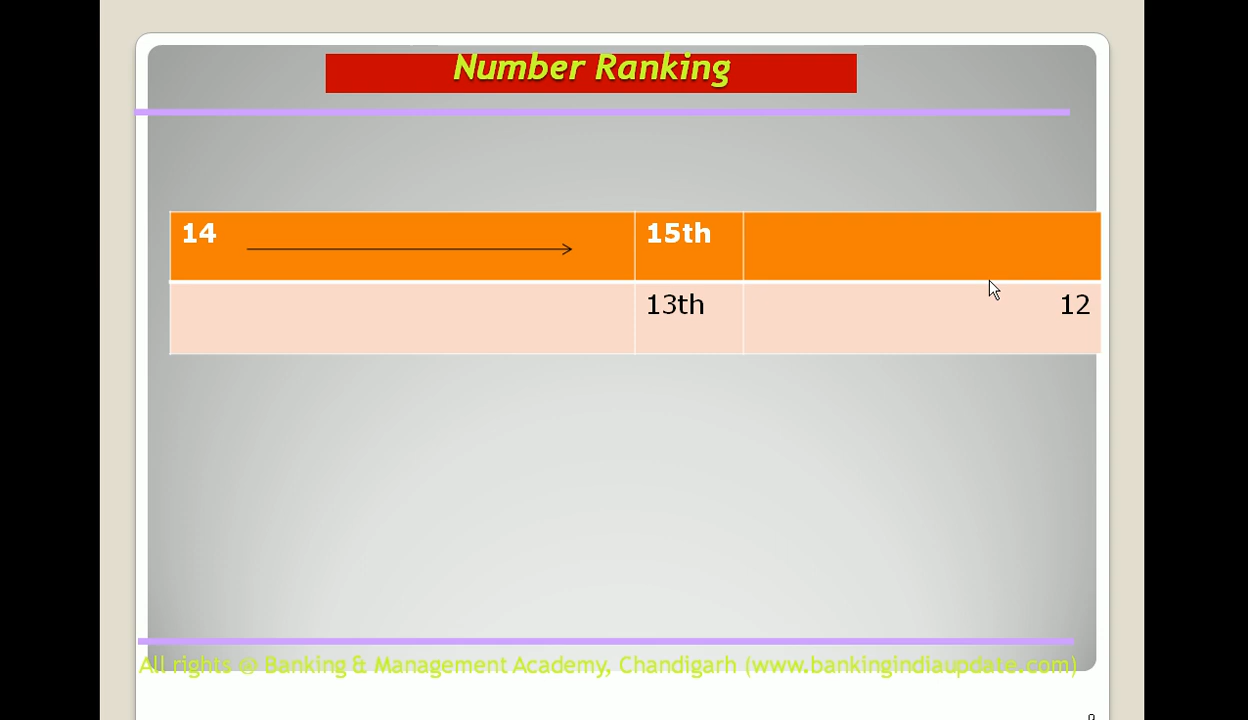 Number Ranking
14 15th
13th 12
All rights @ Banking & Management Academy, Chandigarh (www.bankingindiaupdate.com)